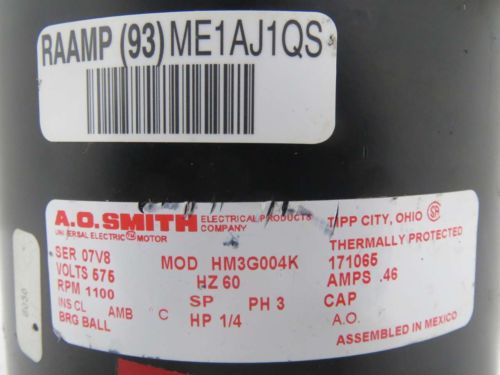 RAAMP (93) ME1AJ1QS
A.O. SMITH ELECTRICAL PRODUCTS COMPANY TIPP CITY, OHIO SA
UNIVERSAL ELECTRIC TM MOTOR THERMALLY PROTECTED
SER 07V8 MOD HM3G004K 171065
VOLTS 575 HZ 60 AMPS .46
RPM 1100 SP PH 3 CAP
INS CL AMB C HP 1/4 A.O.
BRG BALL ASSEMBLED IN MEXICO